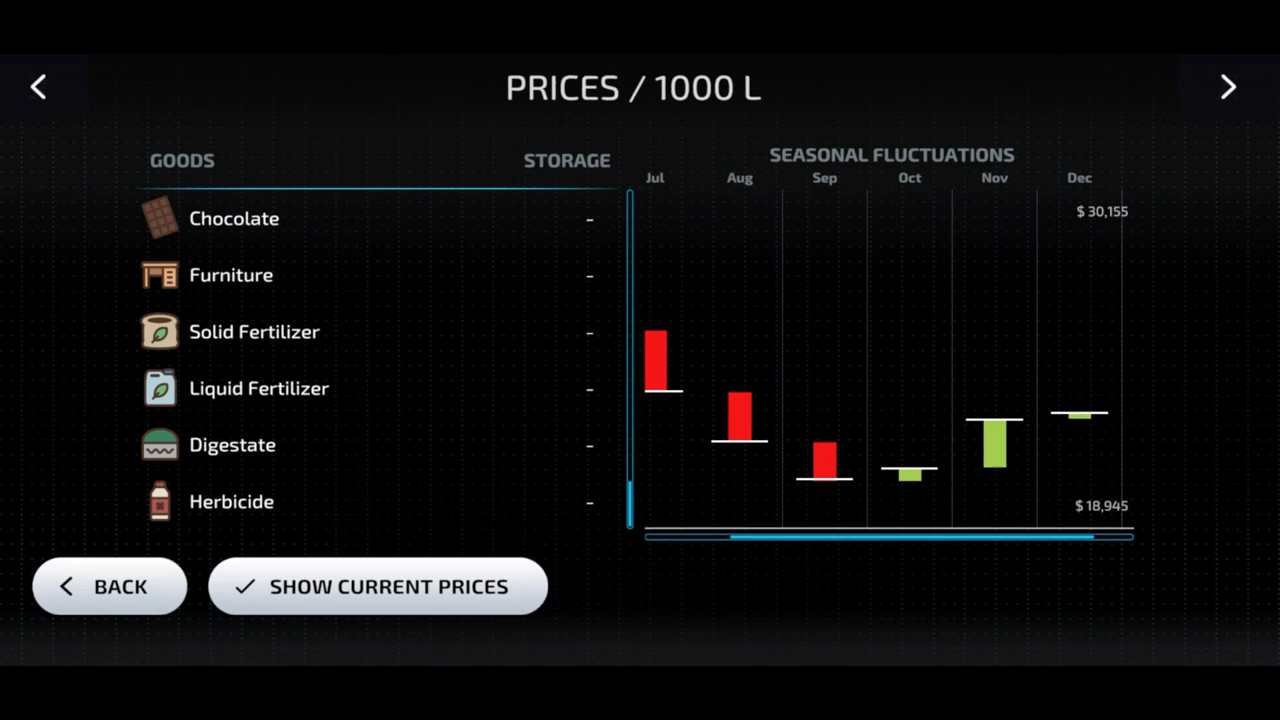 PRICES / 1000 L
GOODS STORAGE
SEASONAL FLUCTUATIONS
Jul Aug Sep Oct Nov Dec
$ 30,155
Chocolate -
Furniture -
Solid Fertilizer -
Liquid Fertilizer -
Digestate -
Herbicide -
$ 18,945
BACK
SHOW CURRENT PRICES